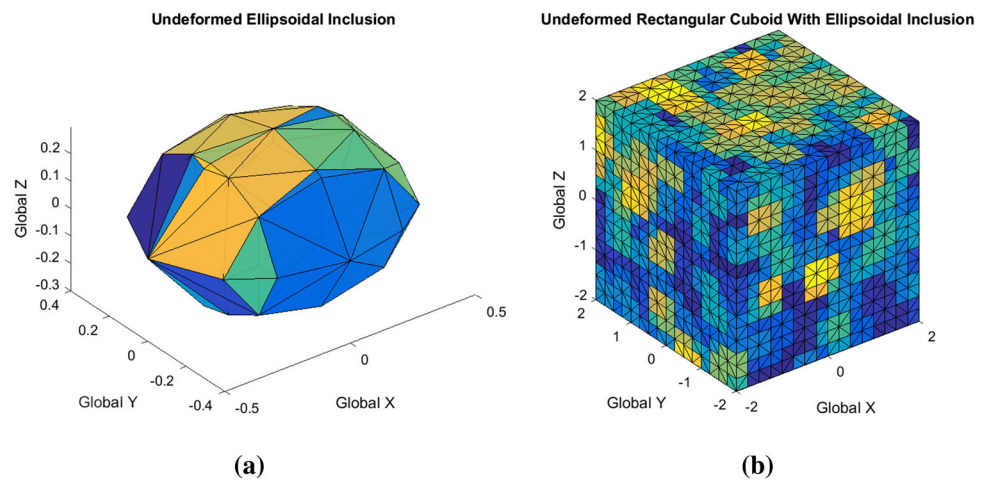 Undeformed Ellipsoidal Inclusion
0.2
0.1
0
-0.1
-0.2
-0.3
Global Z
0.4
0.2
0
-0.2
-0.4
Global Y
-0.5
0
0.5
Global X
(a)
Undeformed Rectangular Cuboid With Ellipsoidal Inclusion
2
1
0
-1
-2
Global Z
2
1
0
-1
-2
Global Y
-2
0
2
Global X
(b)